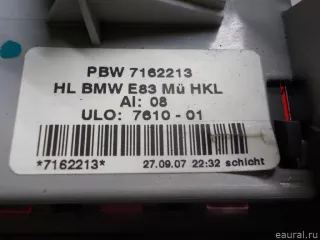 PBW 7162213
HL BMW E83 Mü HKL
AI: 08
ULO: 7610 - 01
*7162213*
27.09.07 22:32 schicht
eaural.ru